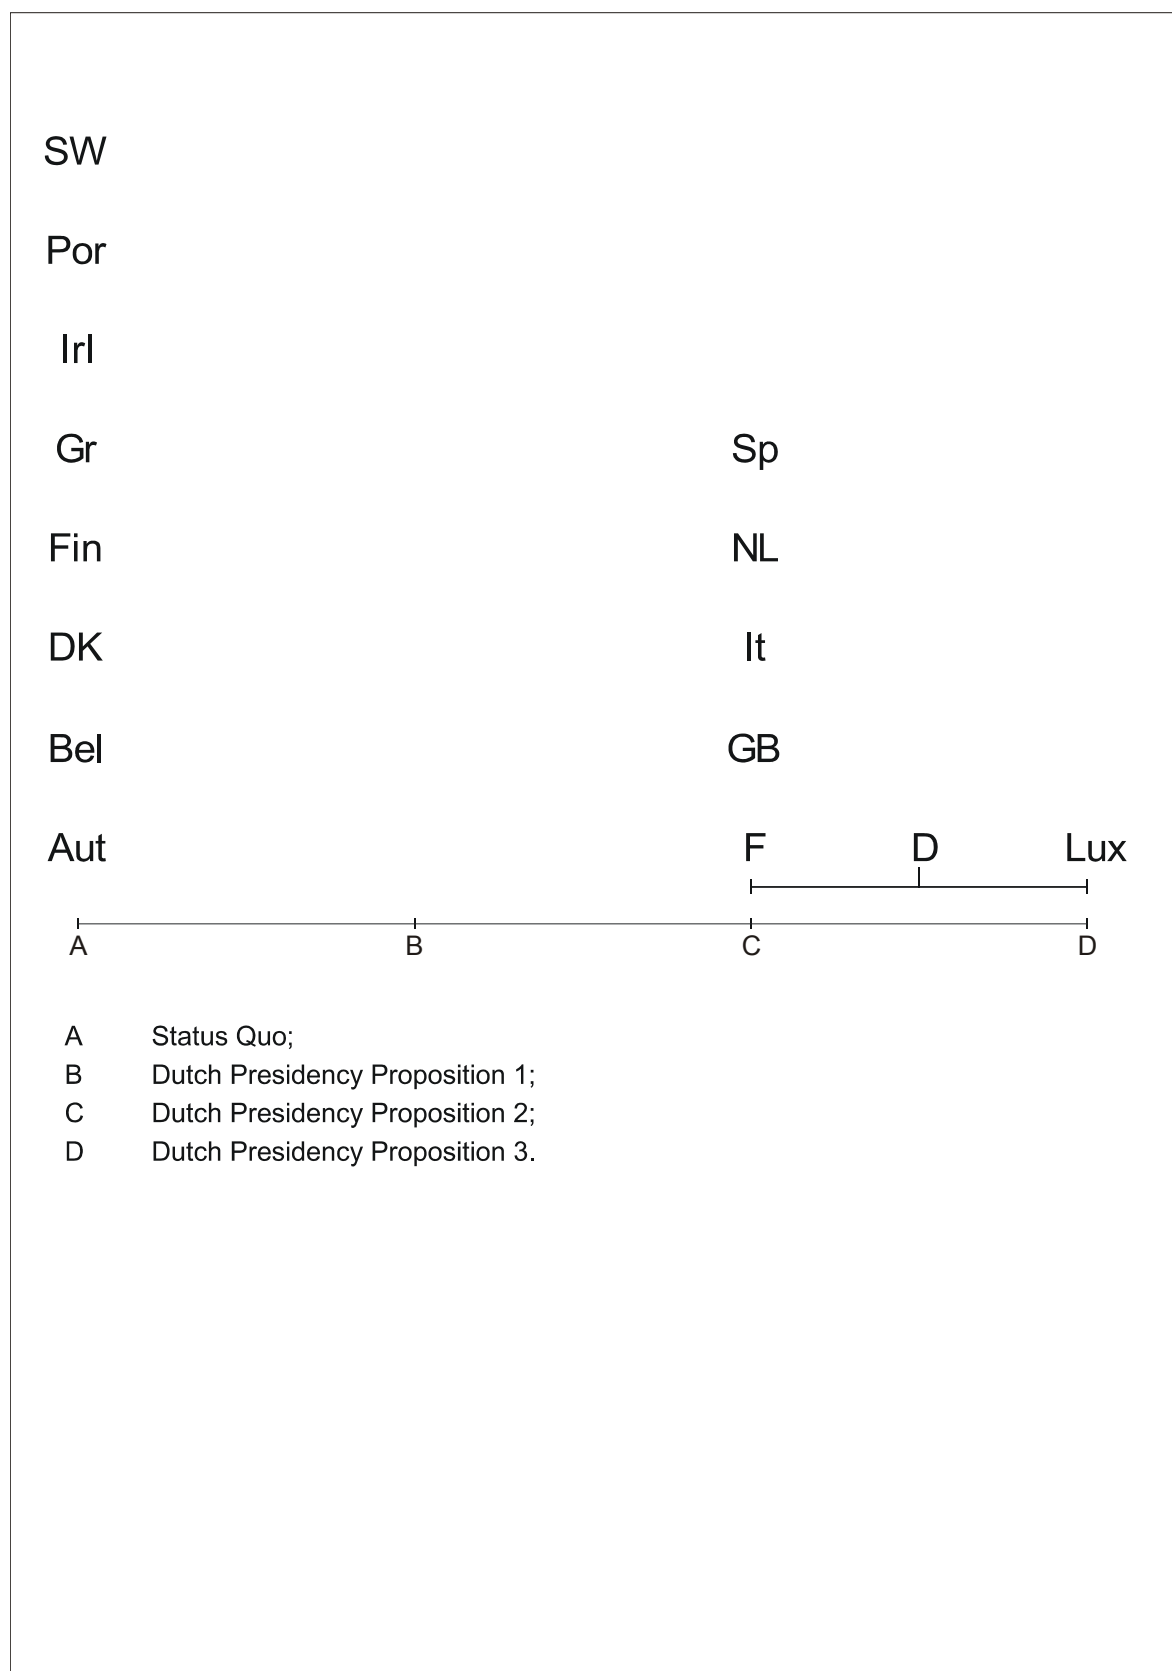 SW
Por
Irl
Gr Sp
Fin NL
DK It
Bel GB
Aut F D Lux
A B C D
A Status Quo;
B Dutch Presidency Proposition 1;
C Dutch Presidency Proposition 2;
D Dutch Presidency Proposition 3.